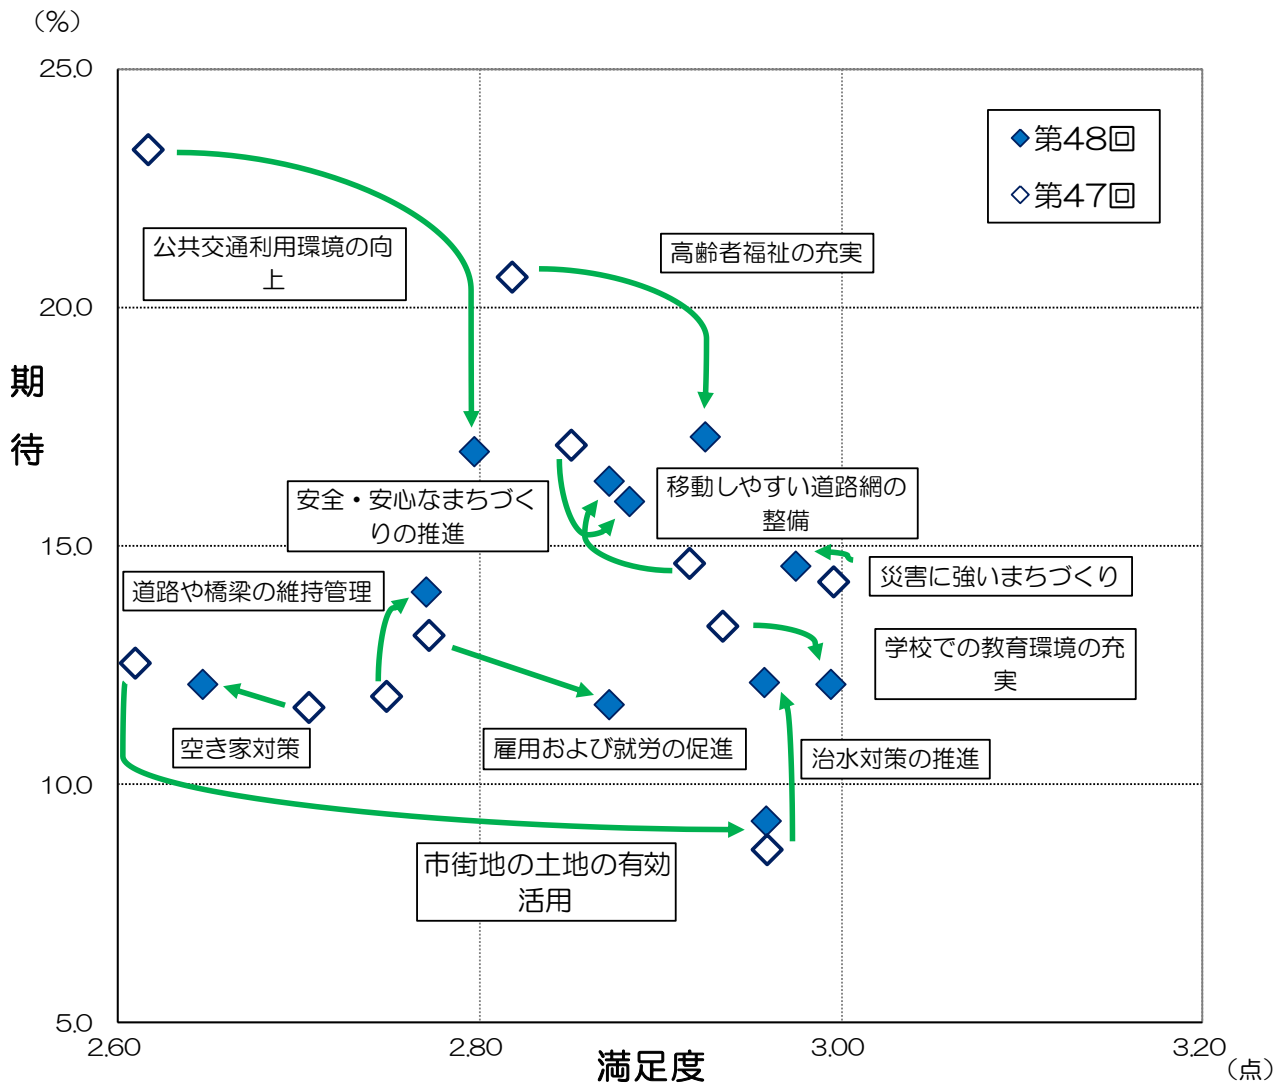 （％）
25.0
第48回
第47回
公共交通利用環境の向
上
高齢者福祉の充実
20.0
期
待
移動しやすい道路網の
整備
安全・安心なまちづく
りの推進
15.0
災害に強いまちづくり
道路や橋梁の維持管理
学校での教育環境の充
実
空き家対策
雇用および就労の促進
治水対策の推進
10.0
市街地の土地の有効
活用
5.0
2.60
2.80
3.00
3.20
満足度
（点）